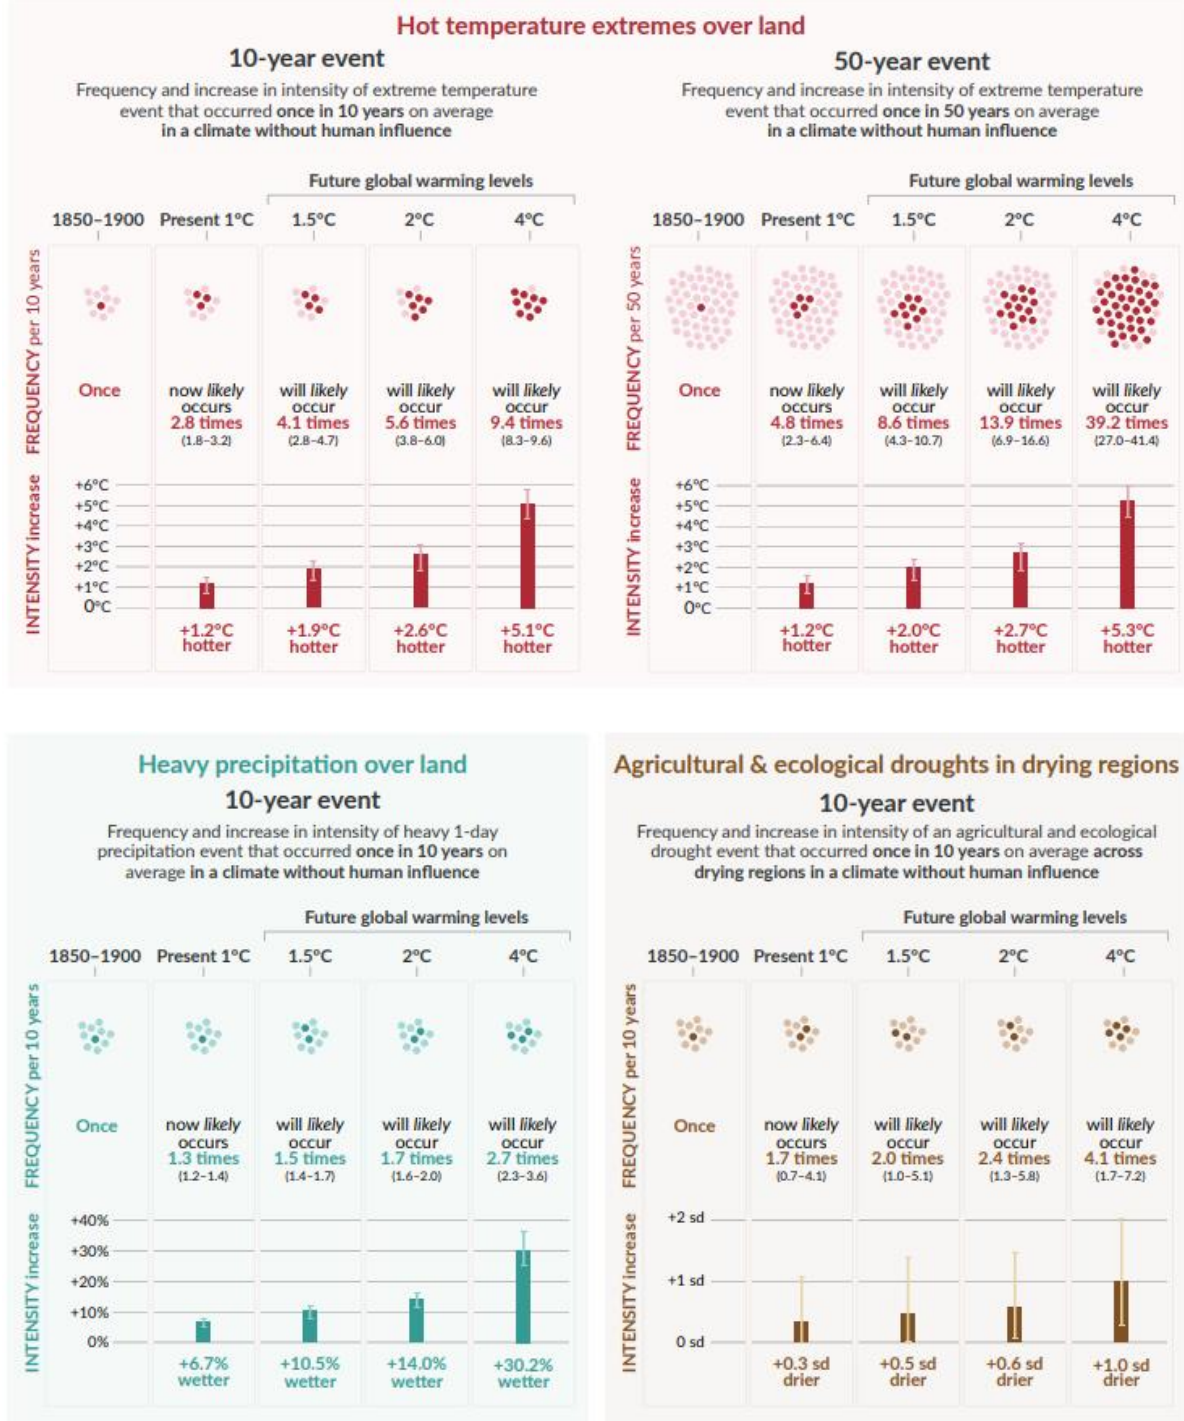 Hot temperature extremes over land
10-year event
Frequency and increase in intensity of extreme temperature
event that occurred once in 10 years on average
in a climate without human influence
Future global warming levels
1850–1900 Present 1°C 1.5°C 2°C 4°C
FREQUENCY per 10 years
Once
now likely occurs 2.8 times (1.8–3.2)
will likely occur 4.1 times (2.8–4.7)
will likely occur 5.6 times (3.8–6.0)
will likely occur 9.4 times (8.3–9.6)
INTENSITY increase
+6°C
+5°C
+4°C
+3°C
+2°C
+1°C
0°C
+1.2°C hotter
+1.9°C hotter
+2.6°C hotter
+5.1°C hotter
50-year event
Frequency and increase in intensity of extreme temperature
event that occurred once in 50 years on average
in a climate without human influence
Future global warming levels
1850–1900 Present 1°C 1.5°C 2°C 4°C
FREQUENCY per 50 years
Once
now likely occurs 4.8 times (2.3–6.4)
will likely occur 8.6 times (4.3–10.7)
will likely occur 13.9 times (6.9–16.6)
will likely occur 39.2 times (27.0–41.4)
INTENSITY increase
+6°C
+5°C
+4°C
+3°C
+2°C
+1°C
0°C
+1.2°C hotter
+2.0°C hotter
+2.7°C hotter
+5.3°C hotter
Heavy precipitation over land
10-year event
Frequency and increase in intensity of heavy 1-day
precipitation event that occurred once in 10 years on
average in a climate without human influence
Future global warming levels
1850–1900 Present 1°C 1.5°C 2°C 4°C
FREQUENCY per 10 years
Once
now likely occurs 1.3 times (1.2–1.4)
will likely occur 1.5 times (1.4–1.7)
will likely occur 1.7 times (1.6–2.0)
will likely occur 2.7 times (2.3–3.6)
INTENSITY increase
+40%
+30%
+20%
+10%
0%
+6.7% wetter
+10.5% wetter
+14.0% wetter
+30.2% wetter
Agricultural & ecological droughts in drying regions
10-year event
Frequency and increase in intensity of an agricultural and ecological
drought event that occurred once in 10 years on average across
drying regions in a climate without human influence
Future global warming levels
1850–1900 Present 1°C 1.5°C 2°C 4°C
FREQUENCY per 10 years
Once
now likely occurs 1.7 times (0.7–4.1)
will likely occur 2.0 times (1.0–5.1)
will likely occur 2.4 times (1.3–5.8)
will likely occur 4.1 times (1.7–7.2)
INTENSITY increase
+2 sd
+1 sd
0 sd
+0.3 sd drier
+0.5 sd drier
+0.6 sd drier
+1.0 sd drier